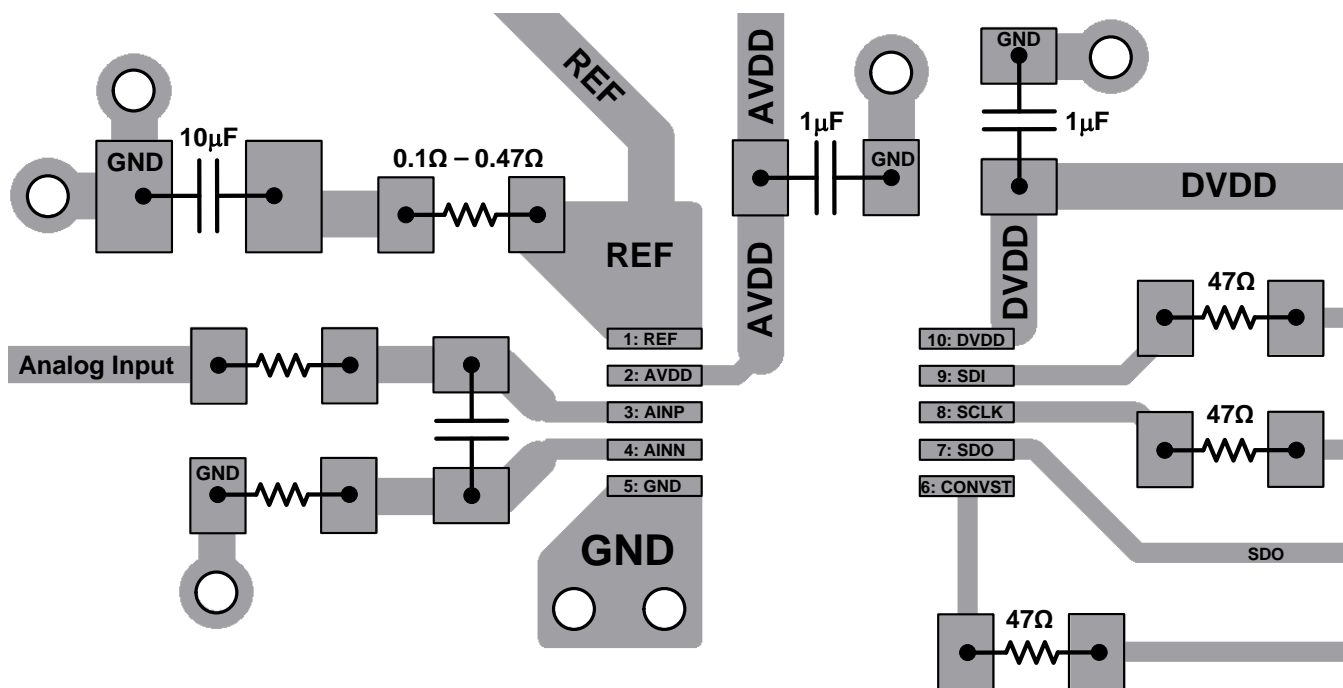 REF
AVDD
GND
GND
10μF
0.1Ω – 0.47Ω
1μF
GND
1μF
DVDD
REF
AVDD
DVDD
47Ω
1: REF
10: DVDD
Analog Input
2: AVDD
9: SDI
3: AINP
8: SCLK
47Ω
4: AINN
7: SDO
GND
5: GND
6: CONVST
GND
SDO
47Ω